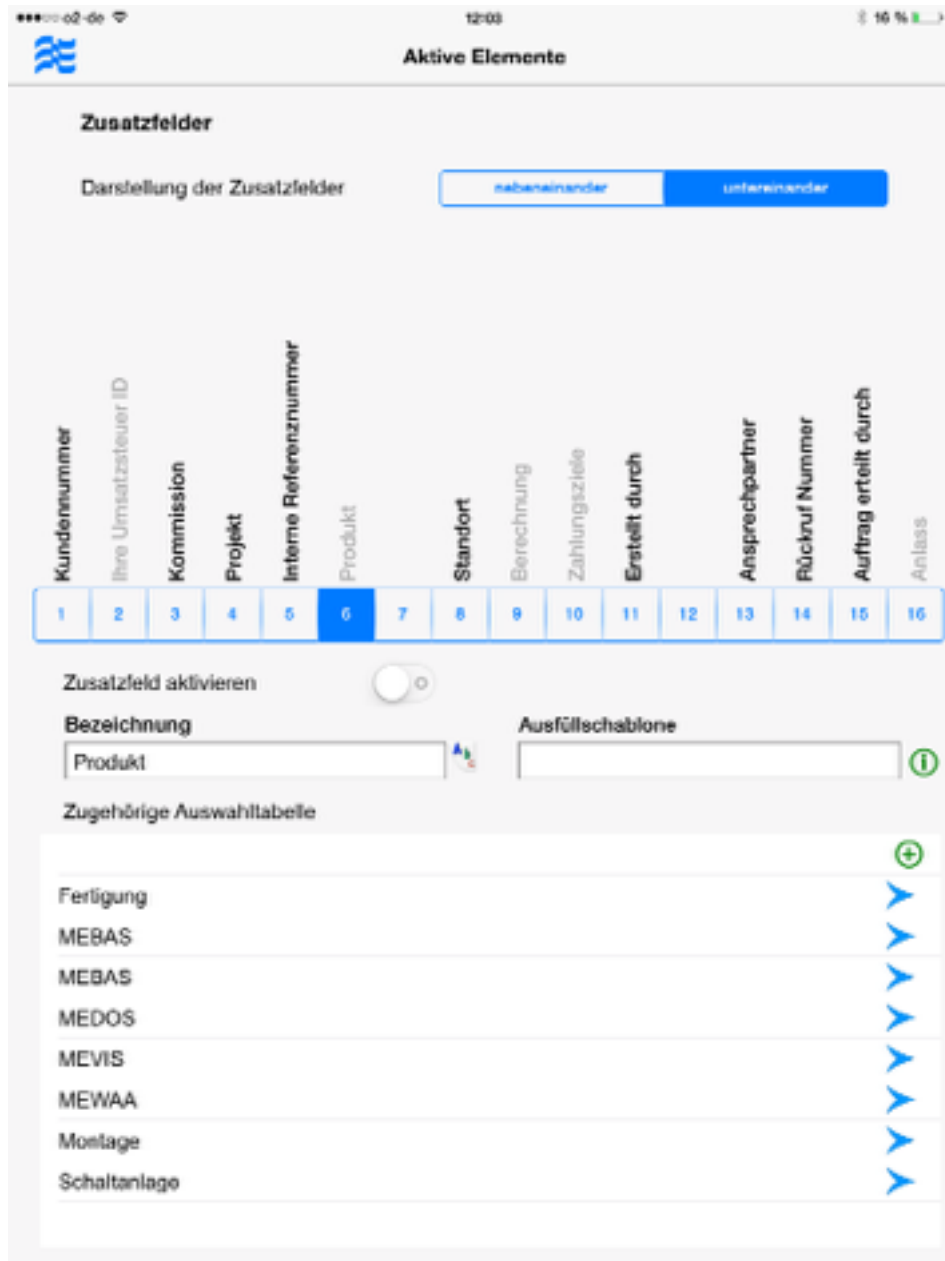 o2-de 12:03 16 %
Aktive Elemente
Zusatzfelder
Darstellung der Zusatzfelder nebeneinander untereinander
Kundennummer
Ihre Umsatzsteuer ID
Kommission
Projekt
Interne Referenznummer
Produkt
Standort
Berechnung
Zahlungsziele
Erstellt durch
Ansprechpartner
Rückruf Nummer
Auftrag erteilt durch
Anlass
1 2 3 4 5 6 7 8 9 10 11 12 13 14 15 16
Zusatzfeld aktivieren
Bezeichnung Ausfüllschablone
Produkt Abc
Zugehörige Auswahltabelle
Fertigung
MEBAS
MEBAS
MEDOS
MEVIS
MEWAA
Montage
Schaltanlage